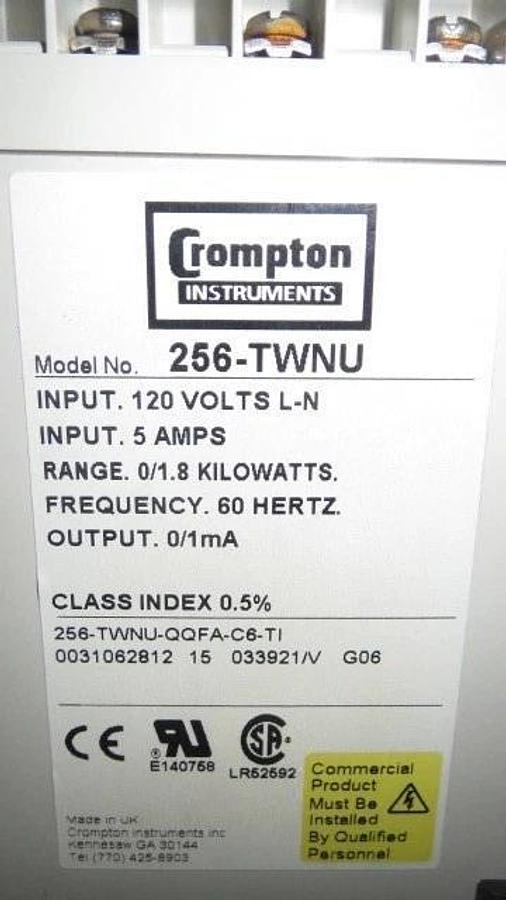 Crompton
INSTRUMENTS
Model No. 256-TWNU
INPUT. 120 VOLTS L-N
INPUT. 5 AMPS
RANGE. 0/1.8 KILOWATTS.
FREQUENCY. 60 HERTZ.
OUTPUT. 0/1mA
CLASS INDEX 0.5%
256-TWNU-QQFA-C6-TI
0031062812 15 033921/V G06
CE ® RU SA
E140758 LR52592
Commercial
Product
Must Be
Installed
By Qualified
Personnel
Made in UK
Crompton Instruments Inc
Kennesaw GA 30144
Tel (770) 425-8903